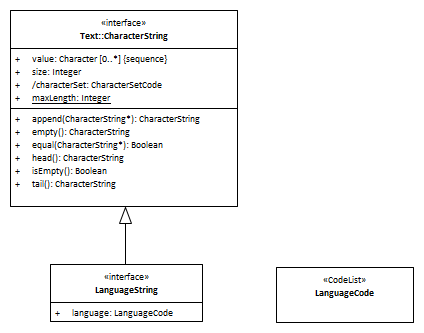 «interface»
Text::CharacterString
+ value: Character [0..*] {sequence}
+ size: Integer
+ /characterSet: CharacterSetCode
+ maxLength: Integer
+ append(CharacterString*): CharacterString
+ empty(): CharacterString
+ equal(CharacterString*): Boolean
+ head(): CharacterString
+ isEmpty(): Boolean
+ tail(): CharacterString
«interface»
LanguageString
+ language: LanguageCode
«CodeList»
LanguageCode